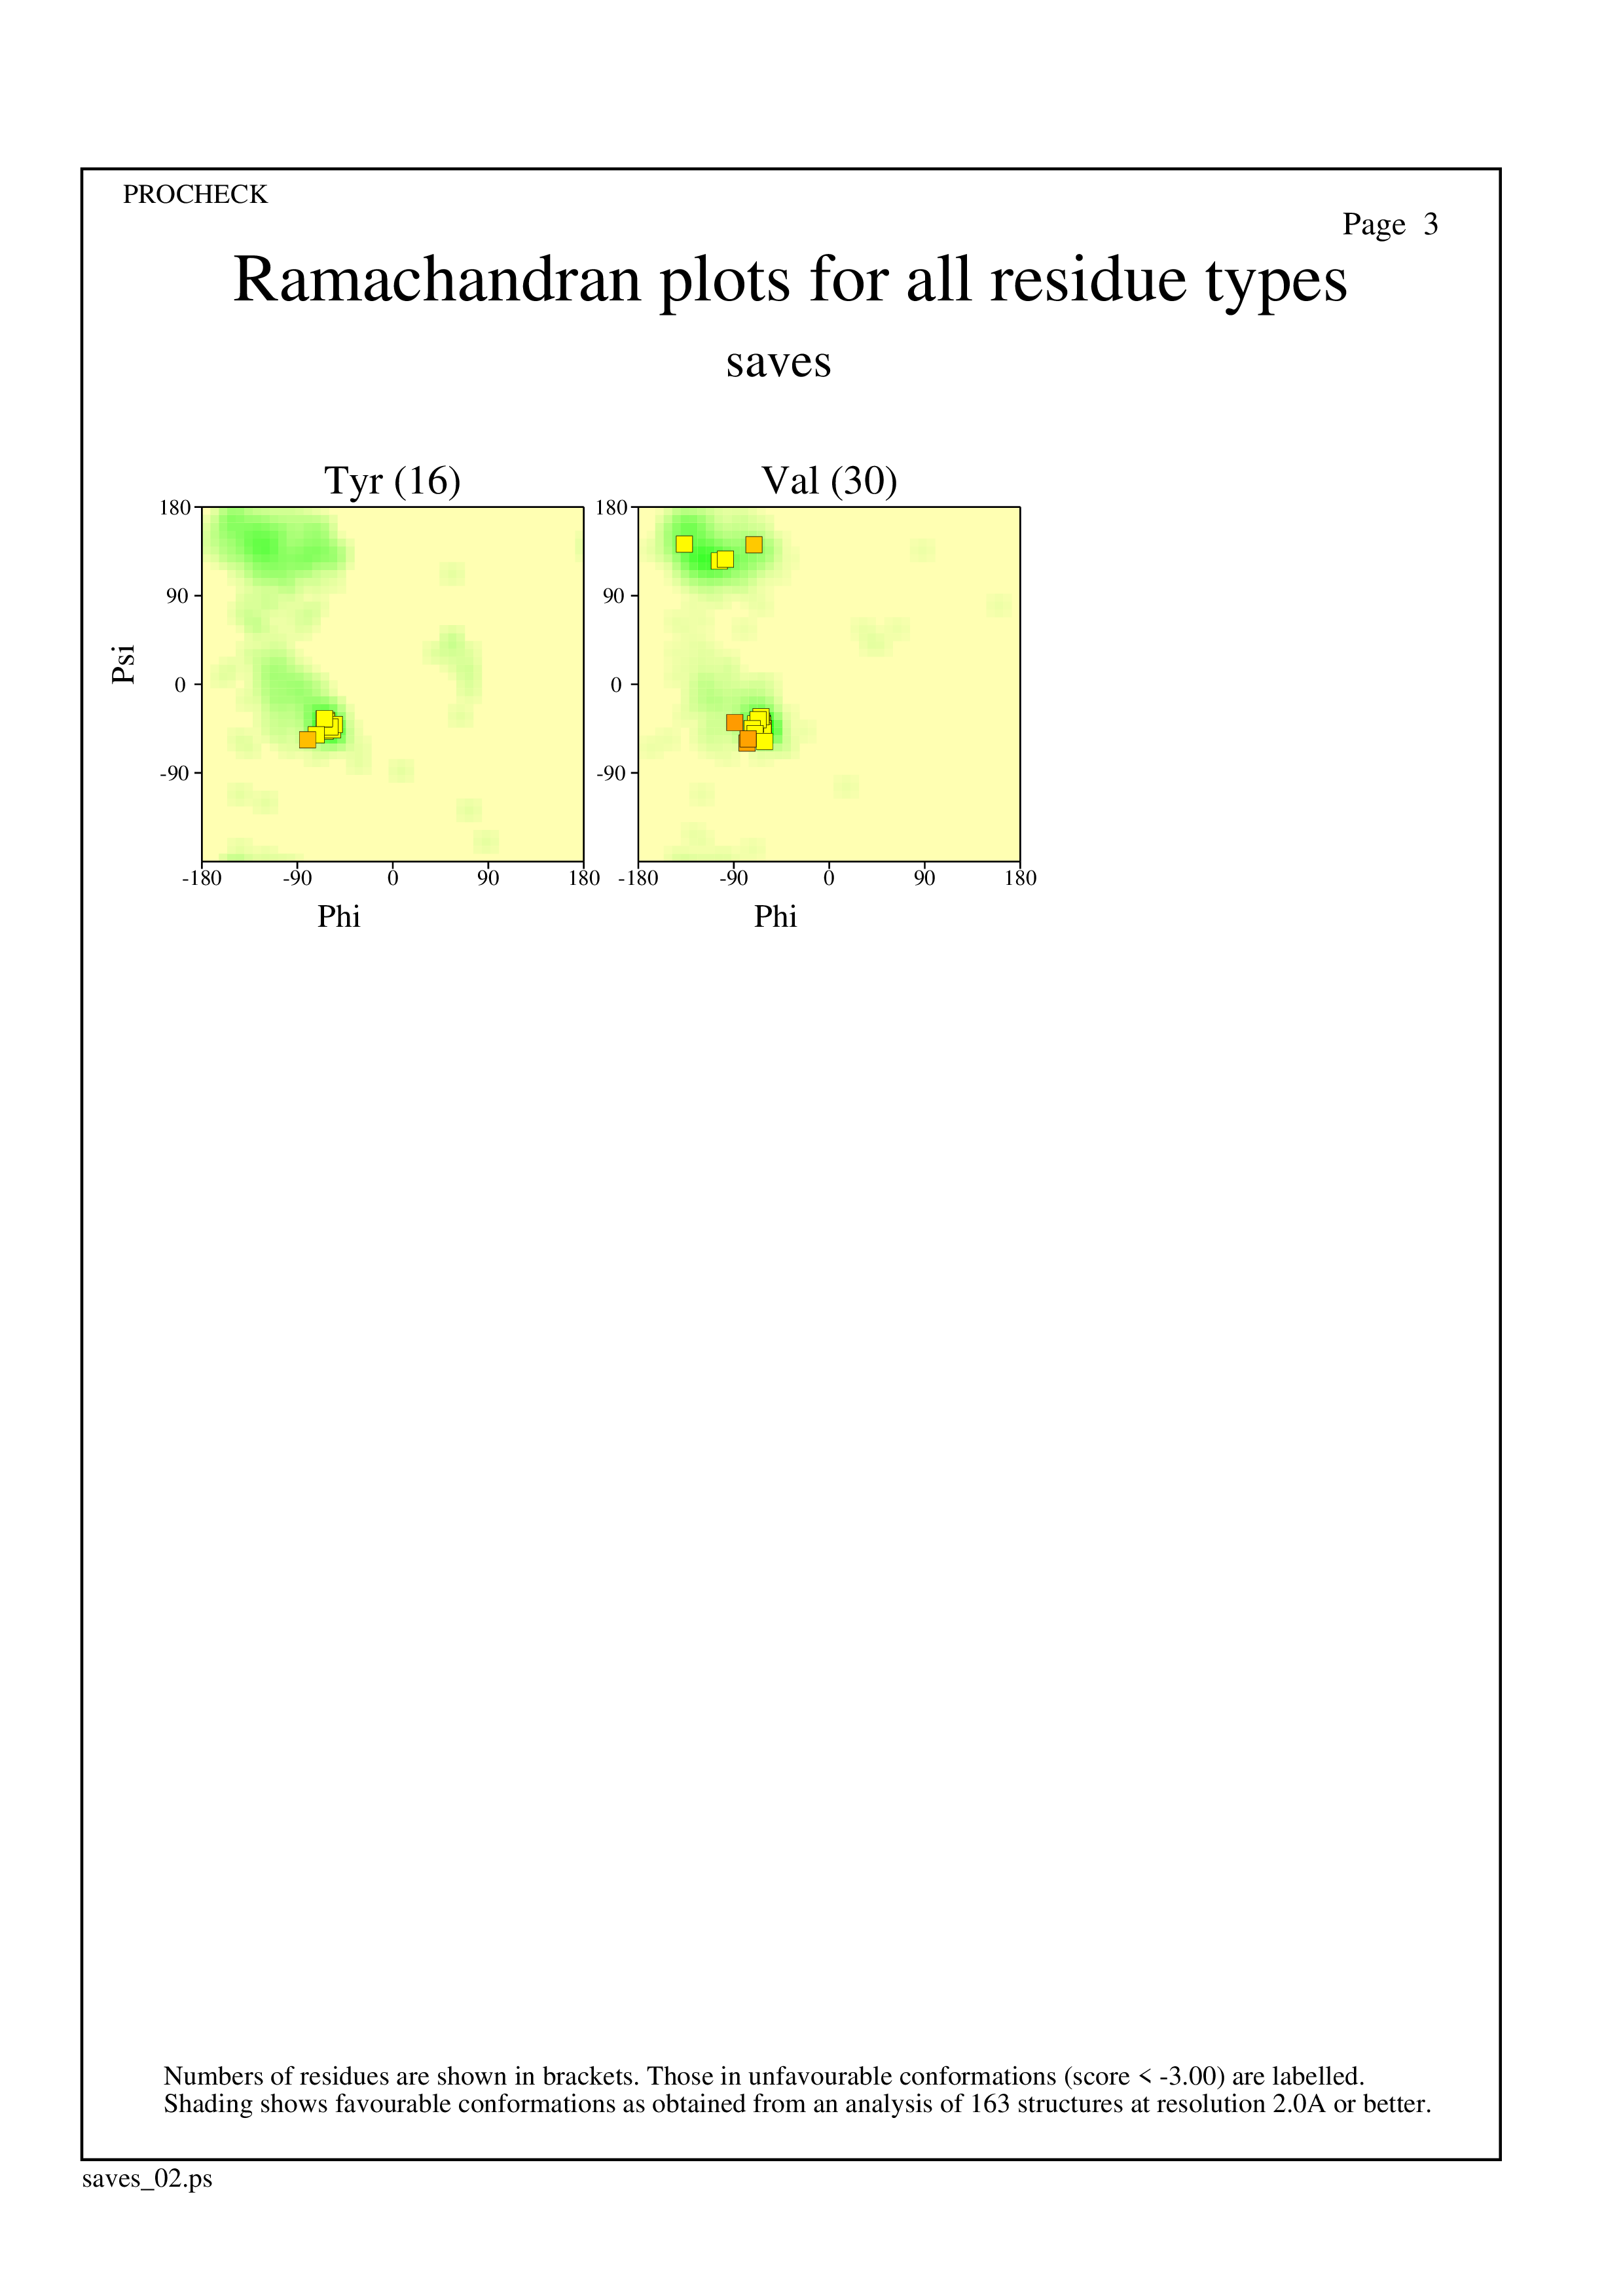 PROCHECK
Page 3
Ramachandran plots for all residue types
saves
Tyr (16)
Val (30)
180
90
0
-90
Psi
-180 -90 0 90 180
Phi
180
90
0
-90
-180 -90 0 90 180
Phi
Numbers of residues are shown in brackets. Those in unfavourable conformations (score < -3.00) are labelled.
Shading shows favourable conformations as obtained from an analysis of 163 structures at resolution 2.0A or better.
saves_02.ps